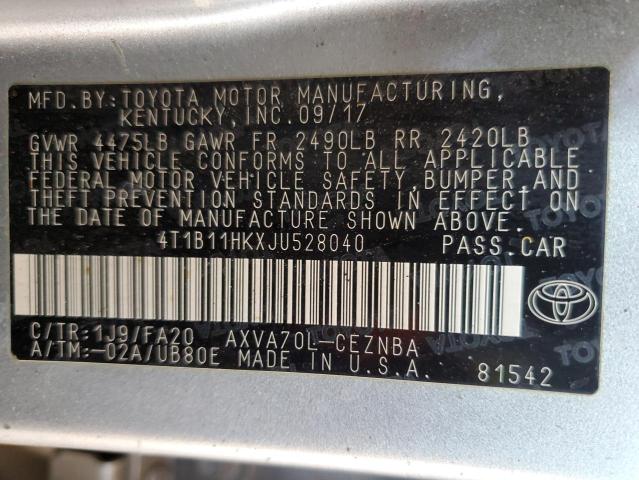 MFD.BY:TOYOTA MOTOR MANUFACTURING,
KENTUCKY,INC.09/17
GVWR 4475LB GAWR FR 2490LB RR 2420LB
THIS VEHICLE CONFORMS TO ALL APPLICABLE
FEDERAL MOTOR VEHICLE SAFETY,BUMPER,AND
THEFT PREVENTION STANDARDS IN EFFECT ON
THE DATE OF MANUFACTURE SHOWN ABOVE.
4T1B11HKXJU528040 PASS.CAR
C/TR:1J9/FA20 AXVA70L-CEZNBA
A/TM:-02A/UB80E MADE IN U.S.A. 81542